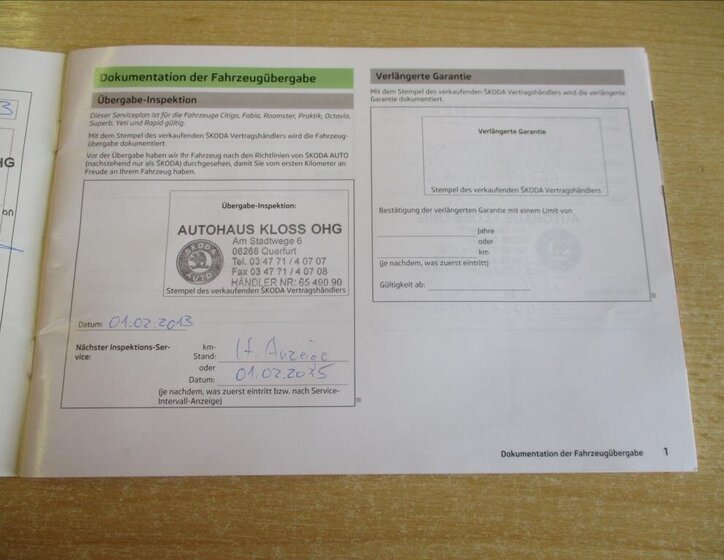 3
HG
an
Dokumentation der Fahrzeugübergabe
Übergabe-Inspektion
Dieser Serviceplan ist für die Fahrzeuge Citigo, Fabia, Roomster, Praktik, Octavia,
Superb, Yeti und Rapid gültig.
Mit dem Stempel des verkaufenden ŠKODA Vertragshändlers wird die Fahrzeug-
übergabe dokumentiert.
Vor der Übergabe haben wir Ihr Fahrzeug nach den Richtlinien von ŠKODA AUTO
(nachstehend nur als ŠKODA) durchgesehen, damit Sie vom ersten Kilometer an
Freude an Ihrem Fahrzeug haben.
Übergabe-Inspektion:
AUTOHAUS KLOSS OHG
Am Stadtwege 6
06268 Querfurt
Tel. 03 47 71 / 4 07 07
Fax 03 47 71 / 4 07 08
HÄNDLER NR: 65 490 90
SKODA
AUTO
Stempel des verkaufenden ŠKODA Vertragshändlers
Datum: 01.02.2013
Nächster Inspektions-Ser-
vice:
km-
Stand: lt. Anzeige
oder
Datum: 01.02.2015
(je nachdem, was zuerst eintritt bzw. nach Service-
Intervall-Anzeige)
Verlängerte Garantie
Mit dem Stempel des verkaufenden ŠKODA Vertragshändlers wird die verlängerte
Garantie dokumentiert.
Verlängerte Garantie
Stempel des verkaufenden ŠKODA Vertragshändlers
Bestätigung der verlängerten Garantie mit einem Limit von
Jahre
oder
km
(je nachdem, was zuerst eintritt)
Gültigkeit ab:
Dokumentation der Fahrzeugübergabe 1